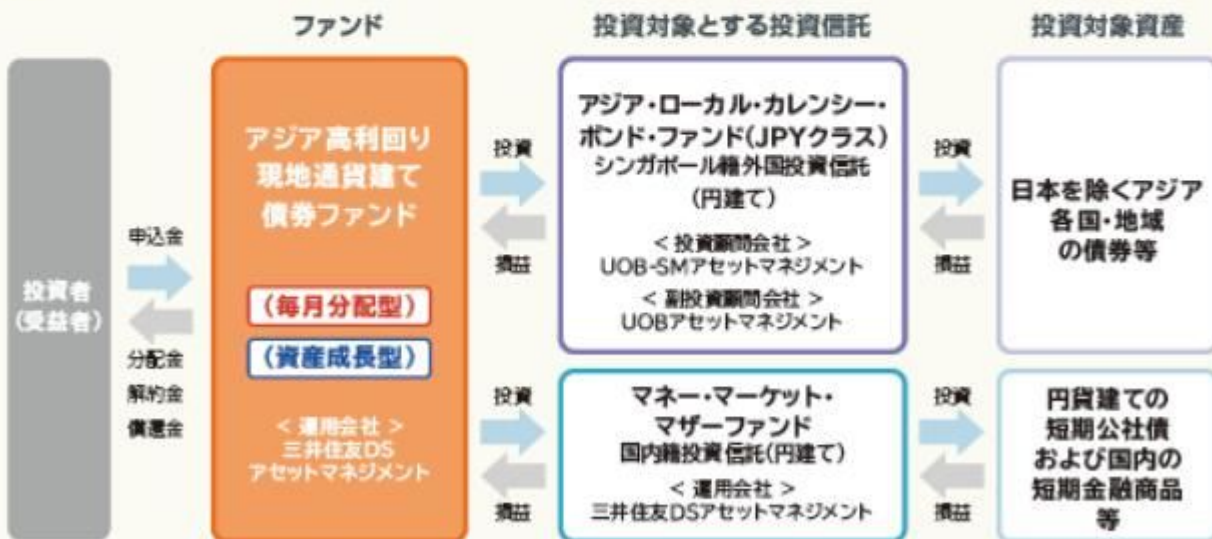 ファンド
投資対象とする投資信託
投資対象資産
投資者
(受益者)
申込金
分配金
解約金
償還金
アジア高利回り
現地通貨建て
債券ファンド
(毎月分配型)
(資産成長型)
< 運用会社 >
三井住友DS
アセットマネジメント
投資
損益
投資
損益
アジア・ローカル・カレンシー・
ボンド・ファンド(JPYクラス)
シンガポール籍外国投資信託
(円建て)
< 投資顧問会社 >
UOB-SMアセットマネジメント
< 副投資顧問会社 >
UOBアセットマネジメント
マネー・マーケット・
マザーファンド
国内籍投資信託(円建て)
< 運用会社 >
三井住友DSアセットマネジメント
投資
損益
投資
損益
日本を除くアジア
各国・地域
の債券等
円貨建ての
短期公社債
および国内の
短期金融商品
等